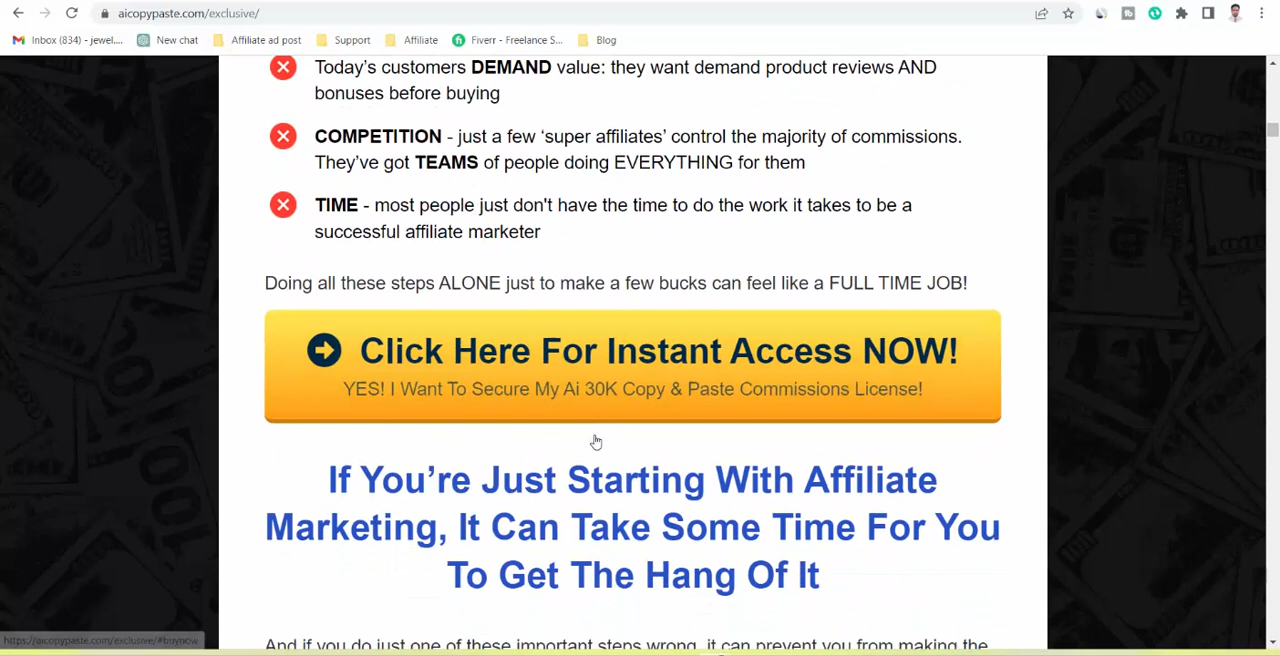 aicopypaste.com/exclusive/
Inbox (834) - jewel.... New chat Affiliate ad post Support Affiliate Fiverr - Freelance S... Blog
Today's customers DEMAND value: they want demand product reviews AND
bonuses before buying
COMPETITION - just a few ‘super affiliates’ control the majority of commissions.
They've got TEAMS of people doing EVERYTHING for them
TIME - most people just don't have the time to do the work it takes to be a
successful affiliate marketer
Doing all these steps ALONE just to make a few bucks can feel like a FULL TIME JOB!
Click Here For Instant Access NOW!
YES! I Want To Secure My Ai 30K Copy & Paste Commissions License!
If You're Just Starting With Affiliate
Marketing, It Can Take Some Time For You
To Get The Hang Of It
And if you do just one of these important steps wrong, it can prevent you from making the
https://aicopypaste.com/exclusive/#buynow